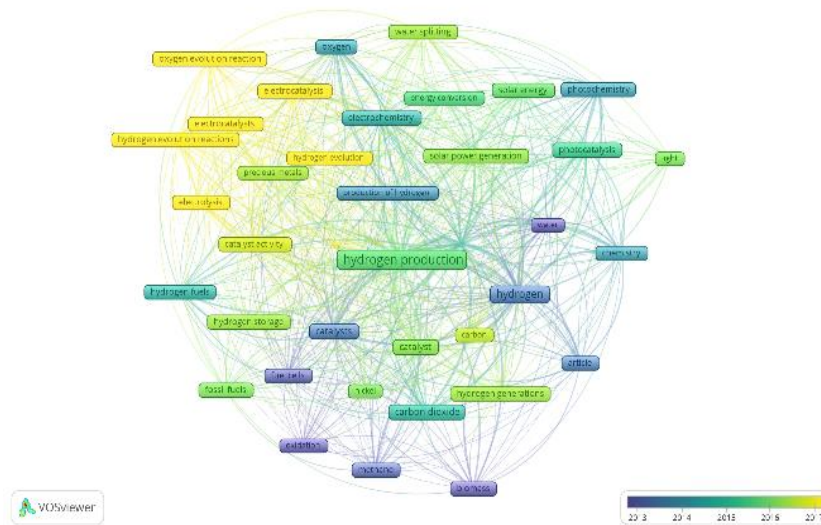 water splitting
oxygen
oxygen evolution reaction
electrocatalysis
energy conversion
solar energy
photochemistry
electrocatalysts
electrochemistry
hydrogen evolution reactions
hydrogen evolution
solar power generation
photocatalysis
light
precious metals
production of hydrogen
electrolysis
water
catalyst activity
hydrogen production
chemistry
hydrogen fuels
hydrogen
hydrogen storage
catalysts
catalyst
carbon
article
fuel cells
fossil fuels
nickel
hydrogen generations
carbon dioxide
oxidation
methane
biomass
VOSviewer
2013 2014 2015 2016 2017